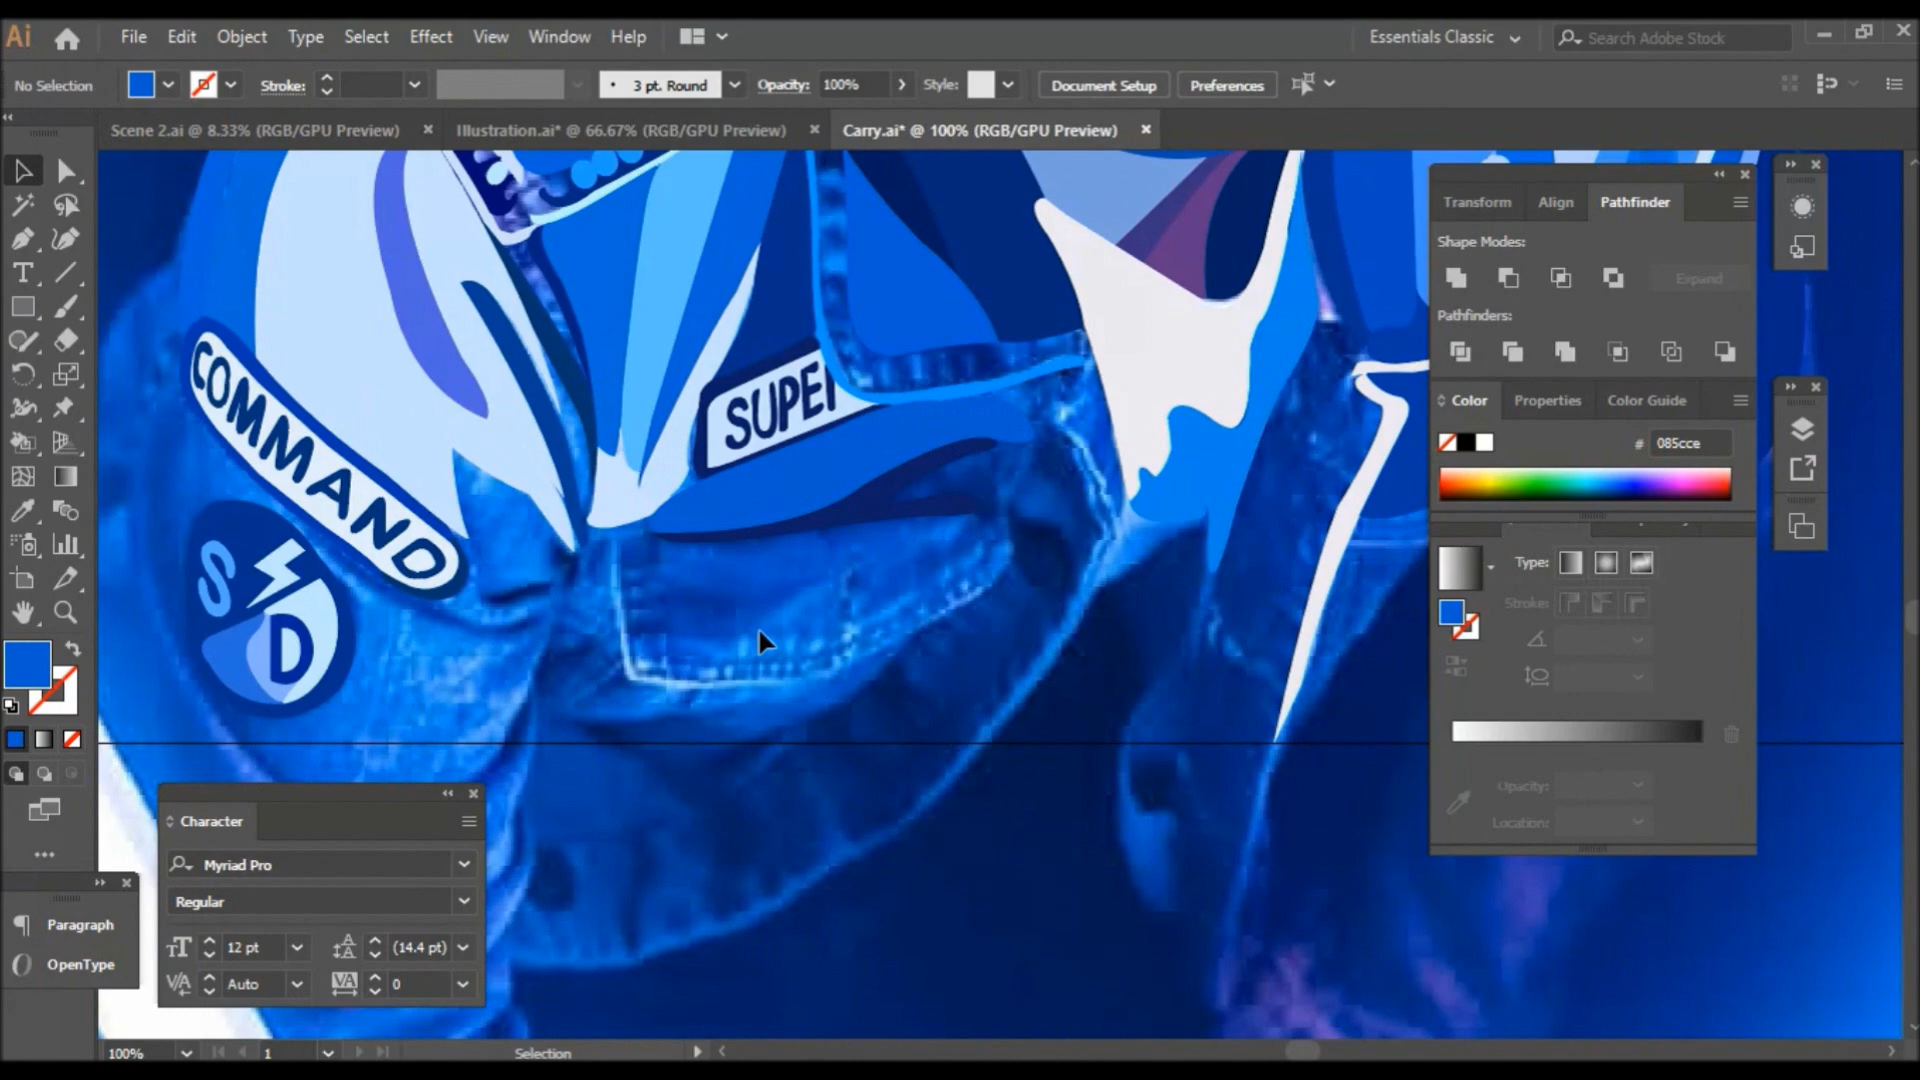 Ai File Edit Object Type Select Effect View Window Help Essentials Classic Search Adobe Stock
No Selection Stroke: 3 pt. Round Opacity: 100% Style: Document Setup Preferences
Scene 2.ai @ 8.33% (RGB/GPU Preview) Illustration.ai* @ 66.67% (RGB/GPU Preview) Carry.ai* @ 100% (RGB/GPU Preview)
Transform Align Pathfinder
Shape Modes:
Expand
Pathfinders:
Color Properties Color Guide
# 085cce
Type:
Stroke:
Opacity:
Location:
COMMAND
SUPER
S
D
Character
Myriad Pro
Regular
12 pt (14.4 pt)
Auto 0
Paragraph
OpenType
100% 1 Selection